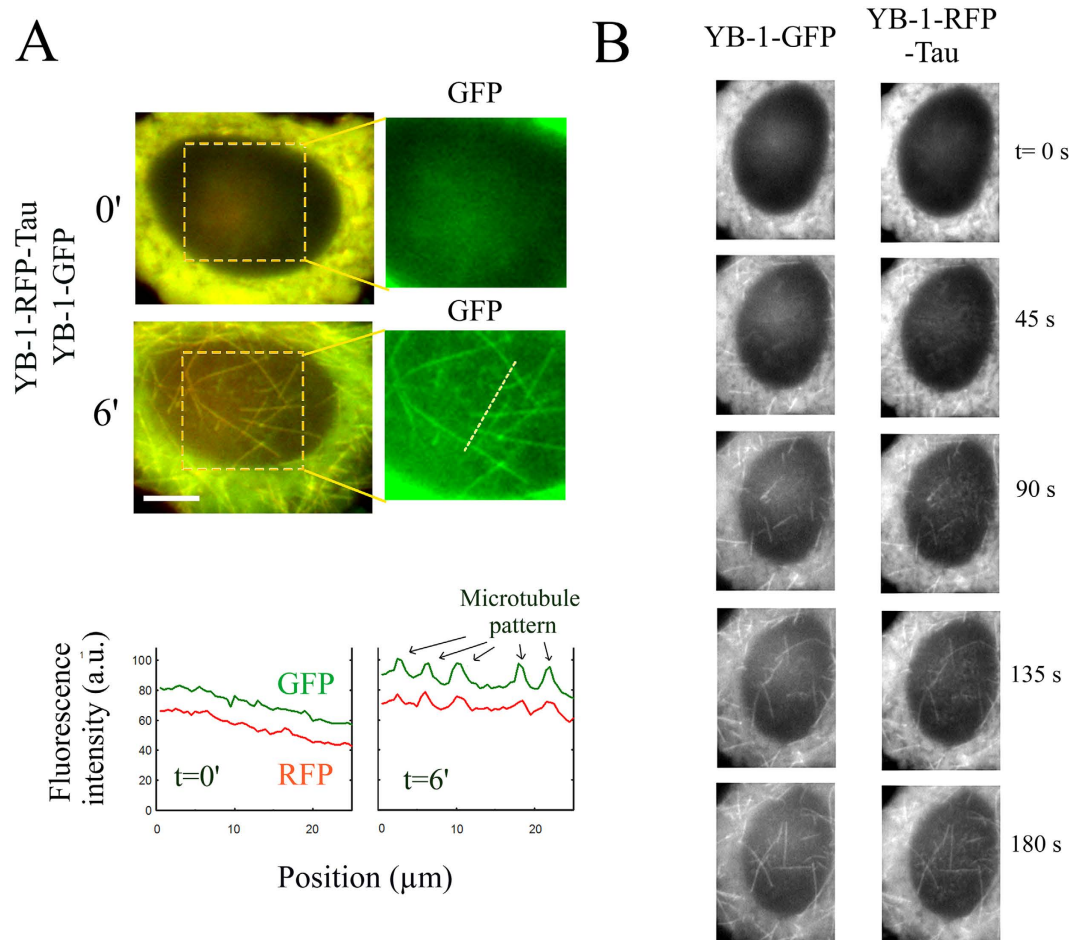 A
GFP
YB-1-RFP-Tau
YB-1-GFP
0'
GFP
6'
Microtubule
pattern
Fluorescence
intensity (a.u.)
100
80
60
40
20
0
GFP
RFP
t=0'
t=6'
0
10
20
0
10
20
Position (µm)
B
YB-1-GFP
YB-1-RFP
-Tau
t= 0 s
45 s
90 s
135 s
180 s